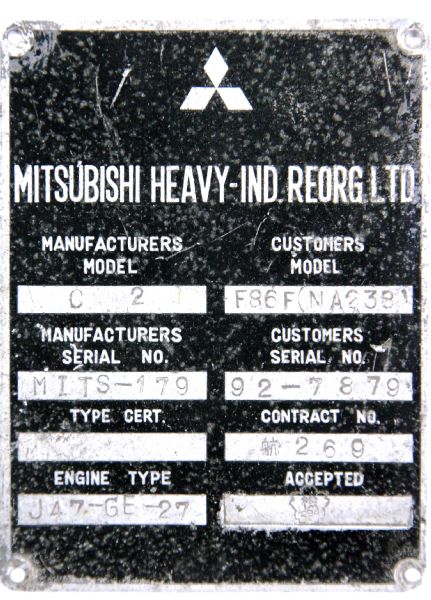 MITSUBISHI HEAVY-IND. REORG. LTD
MANUFACTURERS MODEL
C 2
CUSTOMERS MODEL
F86F(NA238)
MANUFACTURERS SERIAL NO.
MITS-179
CUSTOMERS SERIAL NO.
92-7879
TYPE CERT.
CONTRACT NO.
航 269
ENGINE TYPE
J47-GE-27
ACCEPTED